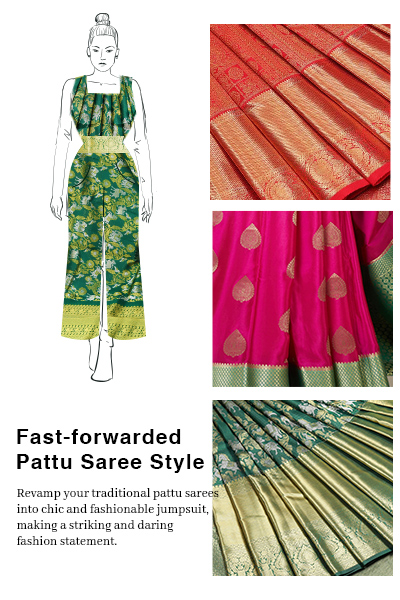 Fast-forwarded
Pattu Saree Style
Revamp your traditional pattu sarees
into chic and fashionable jumpsuit,
making a striking and daring
fashion statement.